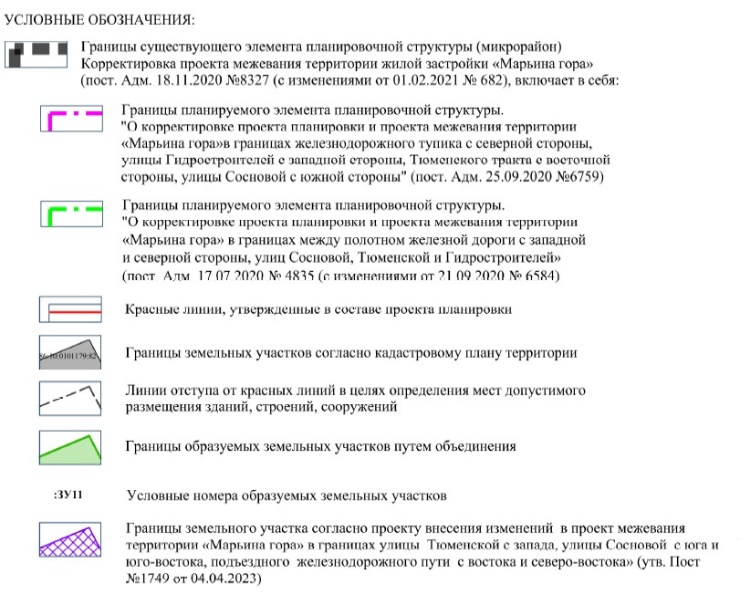 УСЛОВНЫЕ ОБОЗНАЧЕНИЯ:
Границы существующего элемента планировочной структуры (микрорайон)
Корректировка проекта межевания территории жилой застройки «Марьина гора»
(пост. Адм. 18.11.2020 №8327 (с изменениями от 01.02.2021 № 682), включает в себя:
Границы планируемого элемента планировочной структуры.
"О корректировке проекта планировки и проекта межевания территории
«Марьина гора»в границах железнодорожного тупика с северной стороны,
улицы Гидростроителей с западной стороны, Тюменского тракта с восточной
стороны, улицы Сосновой с южной стороны" (пост. Адм. 25.09.2020 №6759)
Границы планируемого элемента планировочной структуры.
"О корректировке проекта планировки и проекта межевания территории
«Марьина гора» в границах между полотном железной дороги с западной
и северной стороны, улиц Сосновой, Тюменской и Гидростроителей»
(пост. Адм. 17.07.2020 № 4835 (с изменениями от 21.09.2020 № 6584)
Красные линии, утвержденные в составе проекта планировки
86:10:0101179:82
Границы земельных участков согласно кадастровому плану территории
Линии отступа от красных линий в целях определения мест допустимого
размещения зданий, строений, сооружений
Границы образуемых земельных участков путем объединения
:ЗУ11 Условные номера образуемых земельных участков
Границы земельного участка согласно проекту внесения изменений в проект межевания
территории «Марьина гора» в границах улицы Тюменской с запада, улицы Сосновой с юга и
юго-востока, подъездного железнодорожного пути с востока и северо-востока» (утв. Пост
№1749 от 04.04.2023)